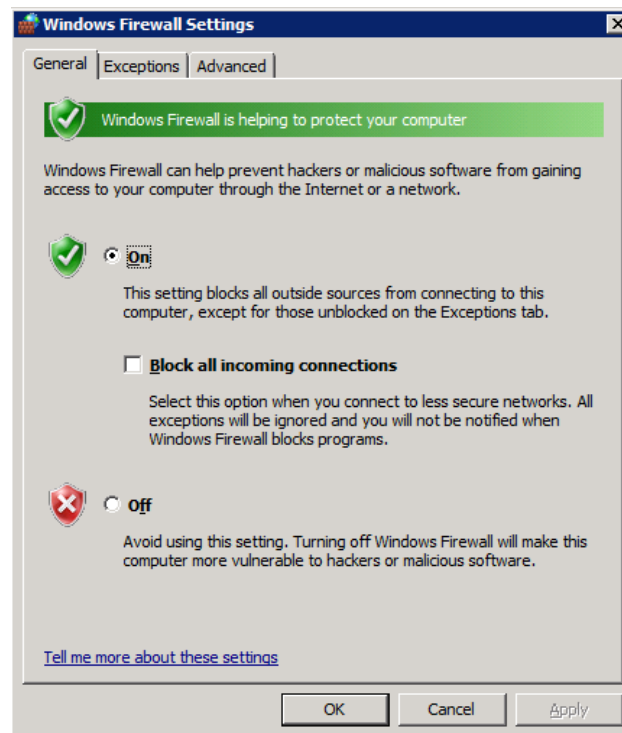 Windows Firewall Settings
General Exceptions Advanced
Windows Firewall is helping to protect your computer
Windows Firewall can help prevent hackers or malicious software from gaining
access to your computer through the Internet or a network.
On
This setting blocks all outside sources from connecting to this
computer, except for those unblocked on the Exceptions tab.
Block all incoming connections
Select this option when you connect to less secure networks. All
exceptions will be ignored and you will not be notified when
Windows Firewall blocks programs.
Off
Avoid using this setting. Turning off Windows Firewall will make this
computer more vulnerable to hackers or malicious software.
Tell me more about these settings
OK Cancel Apply